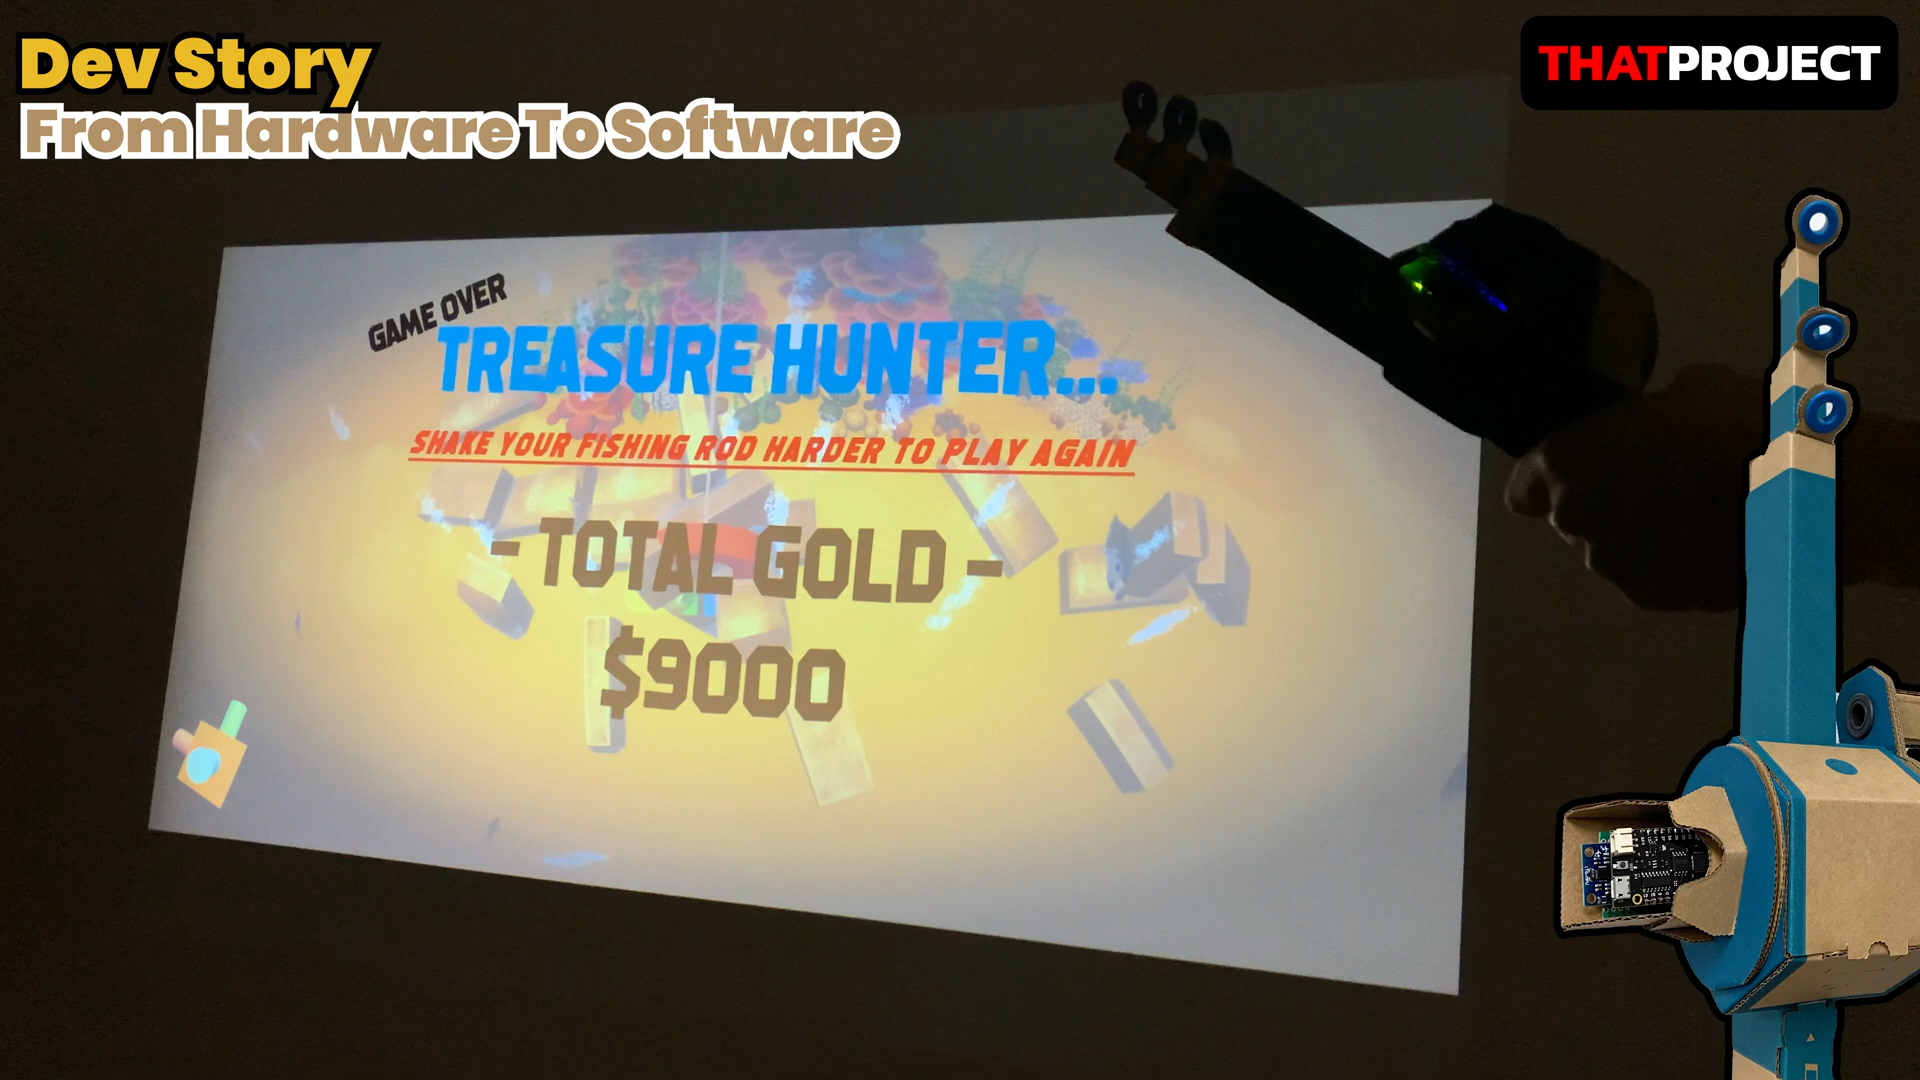 Dev Story
From Hardware To Software
THATPROJECT
GAME OVER
TREASURE HUNTER...
SHAKE YOUR FISHING ROD HARDER TO PLAY AGAIN
- TOTAL GOLD -
$9000